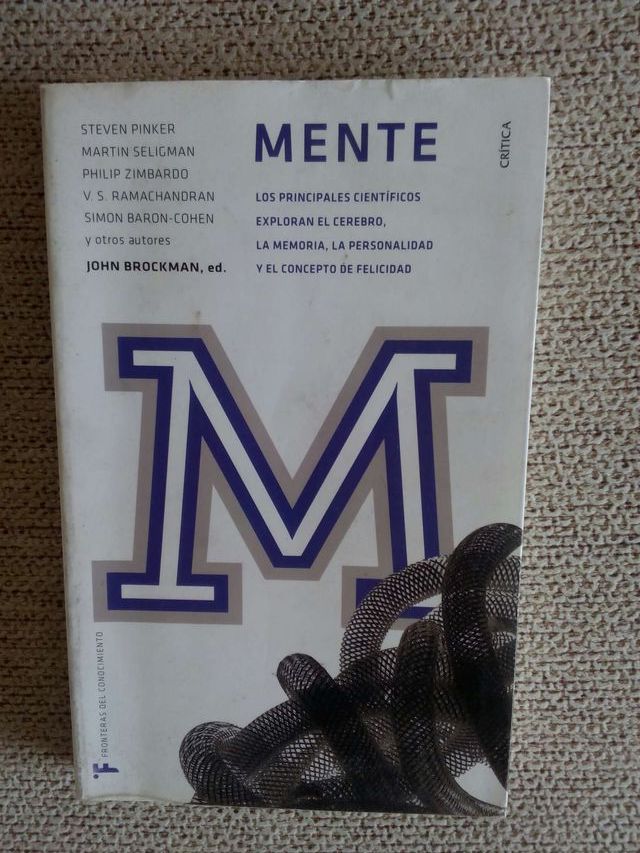 STEVEN PINKER
MARTIN SELIGMAN
PHILIP ZIMBARDO
V. S. RAMACHANDRAN
SIMON BARON-COHEN
y otros autores
JOHN BROCKMAN, ed.
MENTE
LOS PRINCIPALES CIENTÍFICOS
EXPLORAN EL CEREBRO,
LA MEMORIA, LA PERSONALIDAD
Y EL CONCEPTO DE FELICIDAD
CRÍTICA
M
FRONTERAS DEL CONOCIMIENTO
F